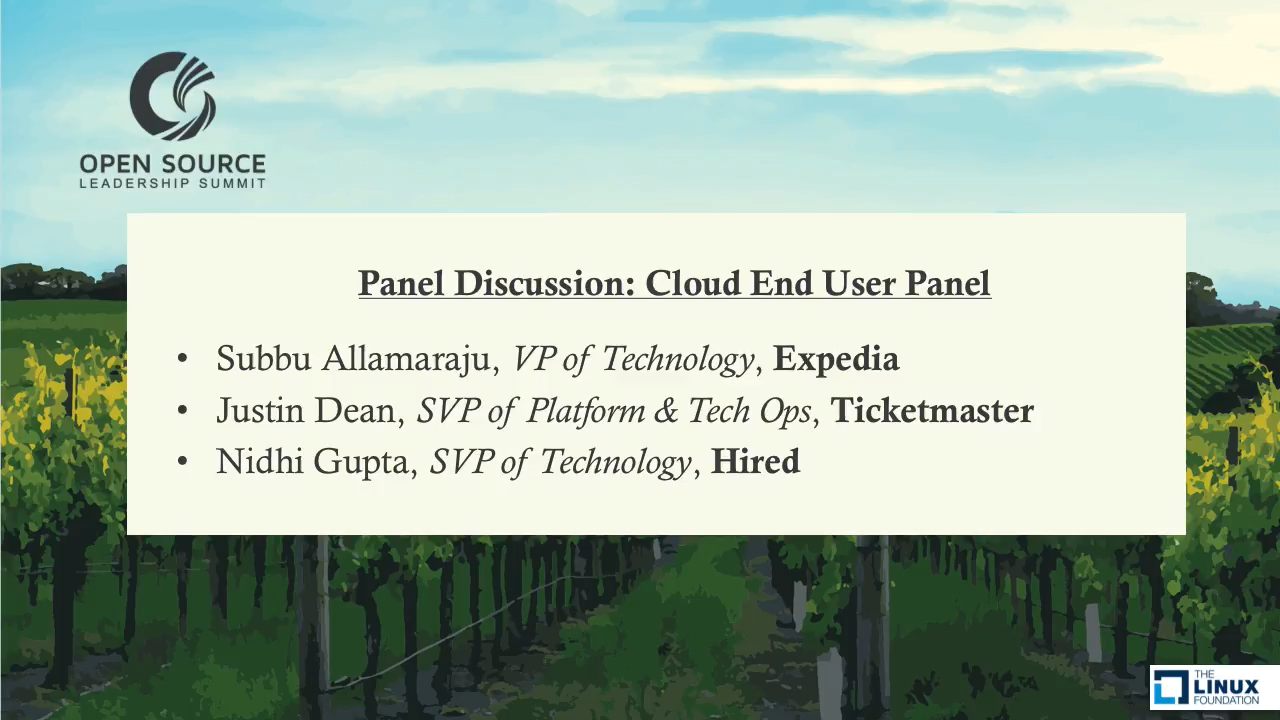 OPEN SOURCE
LEADERSHIP SUMMIT
Panel Discussion: Cloud End User Panel
• Subbu Allamaraju, VP of Technology, Expedia
• Justin Dean, SVP of Platform & Tech Ops, Ticketmaster
• Nidhi Gupta, SVP of Technology, Hired
THE
LINUX
FOUNDATION